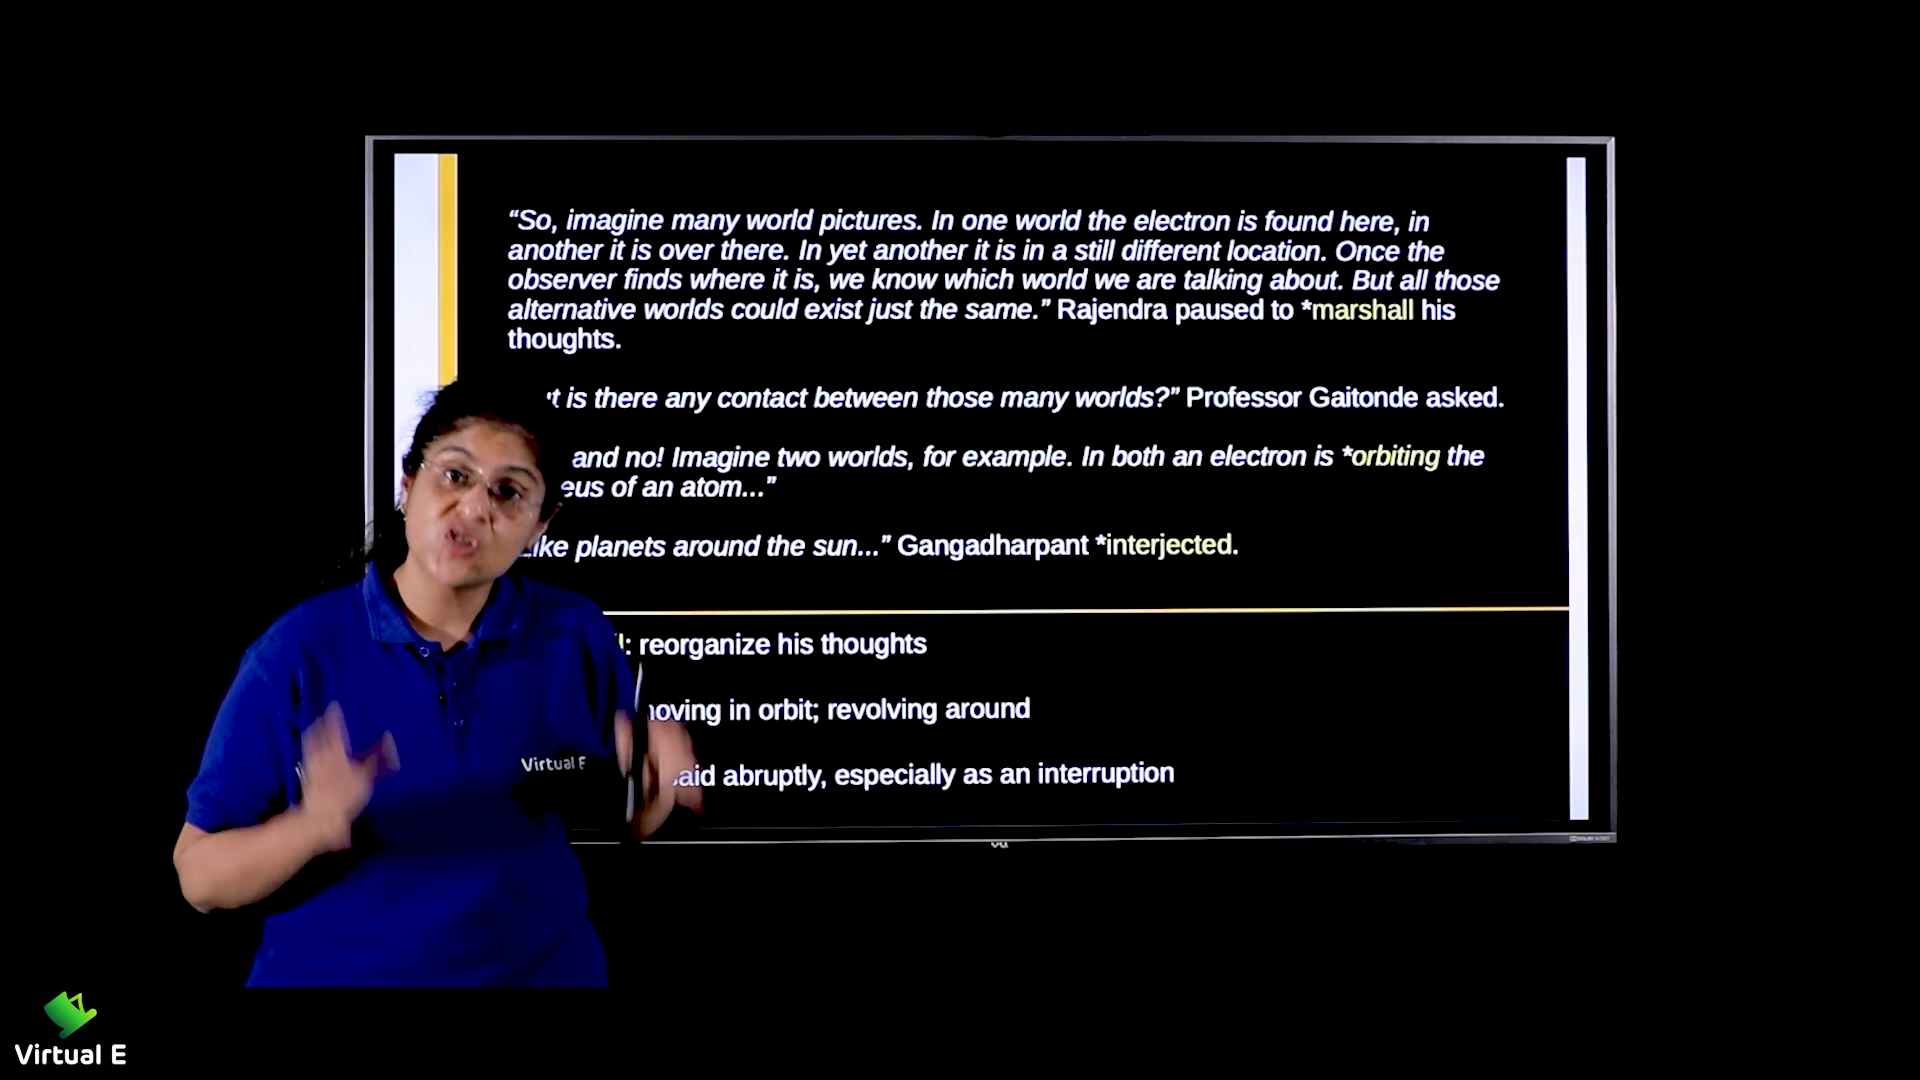 “So, imagine many world pictures. In one world the electron is found here, in
another it is over there. In yet another it is in a still different location. Once the
observer finds where it is, we know which world we are talking about. But all those
alternative worlds could exist just the same.” Rajendra paused to *marshall his
thoughts.
is there any contact between those many worlds?” Professor Gaitonde asked.
and no! Imagine two worlds, for example. In both an electron is *orbiting the
of an atom...”
planets around the sun...” Gangadharpant *interjected.
reorganize his thoughts
in orbit; revolving around
abruptly, especially as an interruption
Virtual E
Virtual E